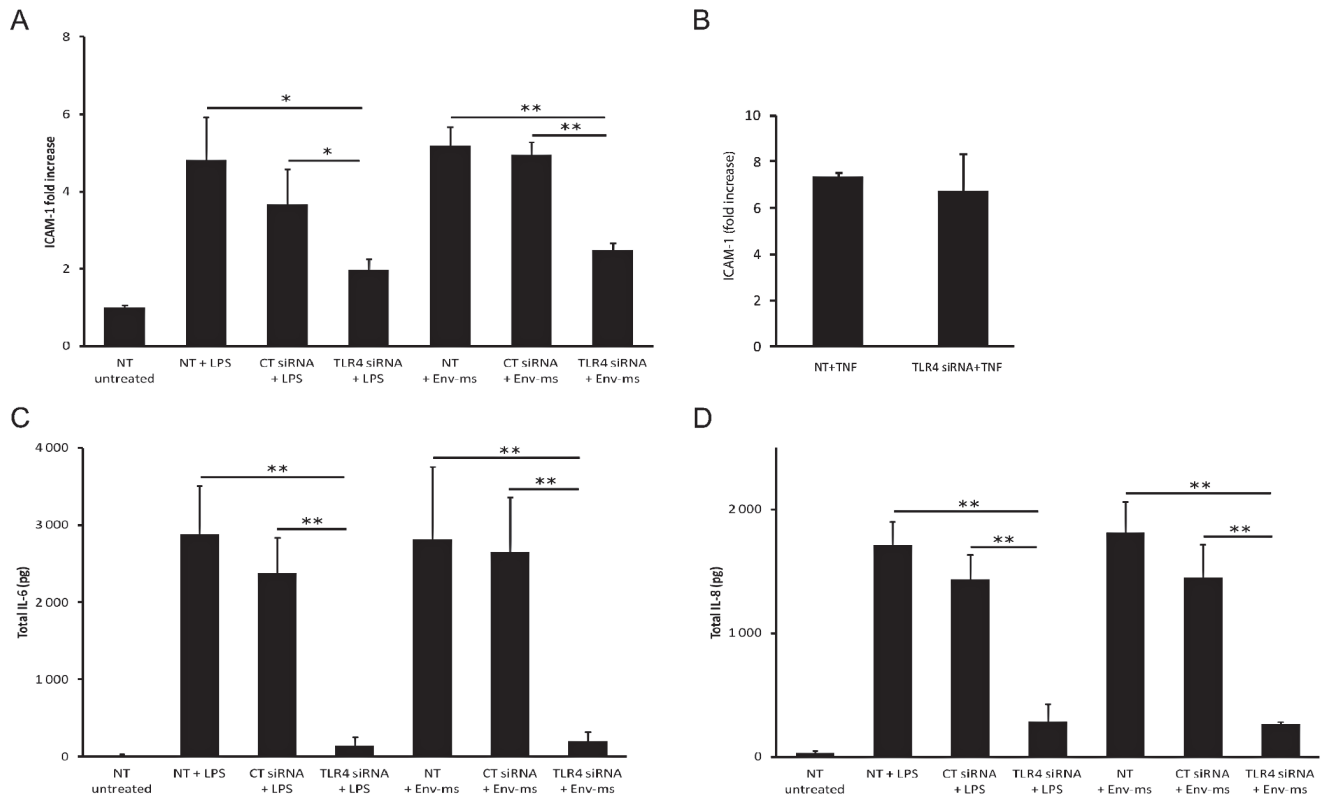 A
8
6
4
2
0
ICAM-1 fold increase
*
*
**
**
NT
untreated
NT + LPS
CT siRNA
+ LPS
TLR4 siRNA
+ LPS
NT
+ Env-ms
CT siRNA
+ Env-ms
TLR4 siRNA
+ Env-ms
B
10
8
6
4
2
0
ICAM-1 (fold increase)
NT+TNF
TLR4 siRNA+TNF
C
4 000
3 000
2 000
1 000
0
Total IL-6 (pg)
**
**
**
**
NT
untreated
NT + LPS
CT siRNA
+ LPS
TLR4 siRNA
+ LPS
NT
+ Env-ms
CT siRNA
+ Env-ms
TLR4 siRNA
+ Env-ms
D
2 000
1 000
0
Total IL-8 (pg)
**
**
**
**
NT
untreated
NT + LPS
CT siRNA
+ LPS
TLR4 siRNA
+ LPS
NT
+ Env-ms
CT siRNA
+ Env-ms
TLR4 siRNA
+ Env-ms